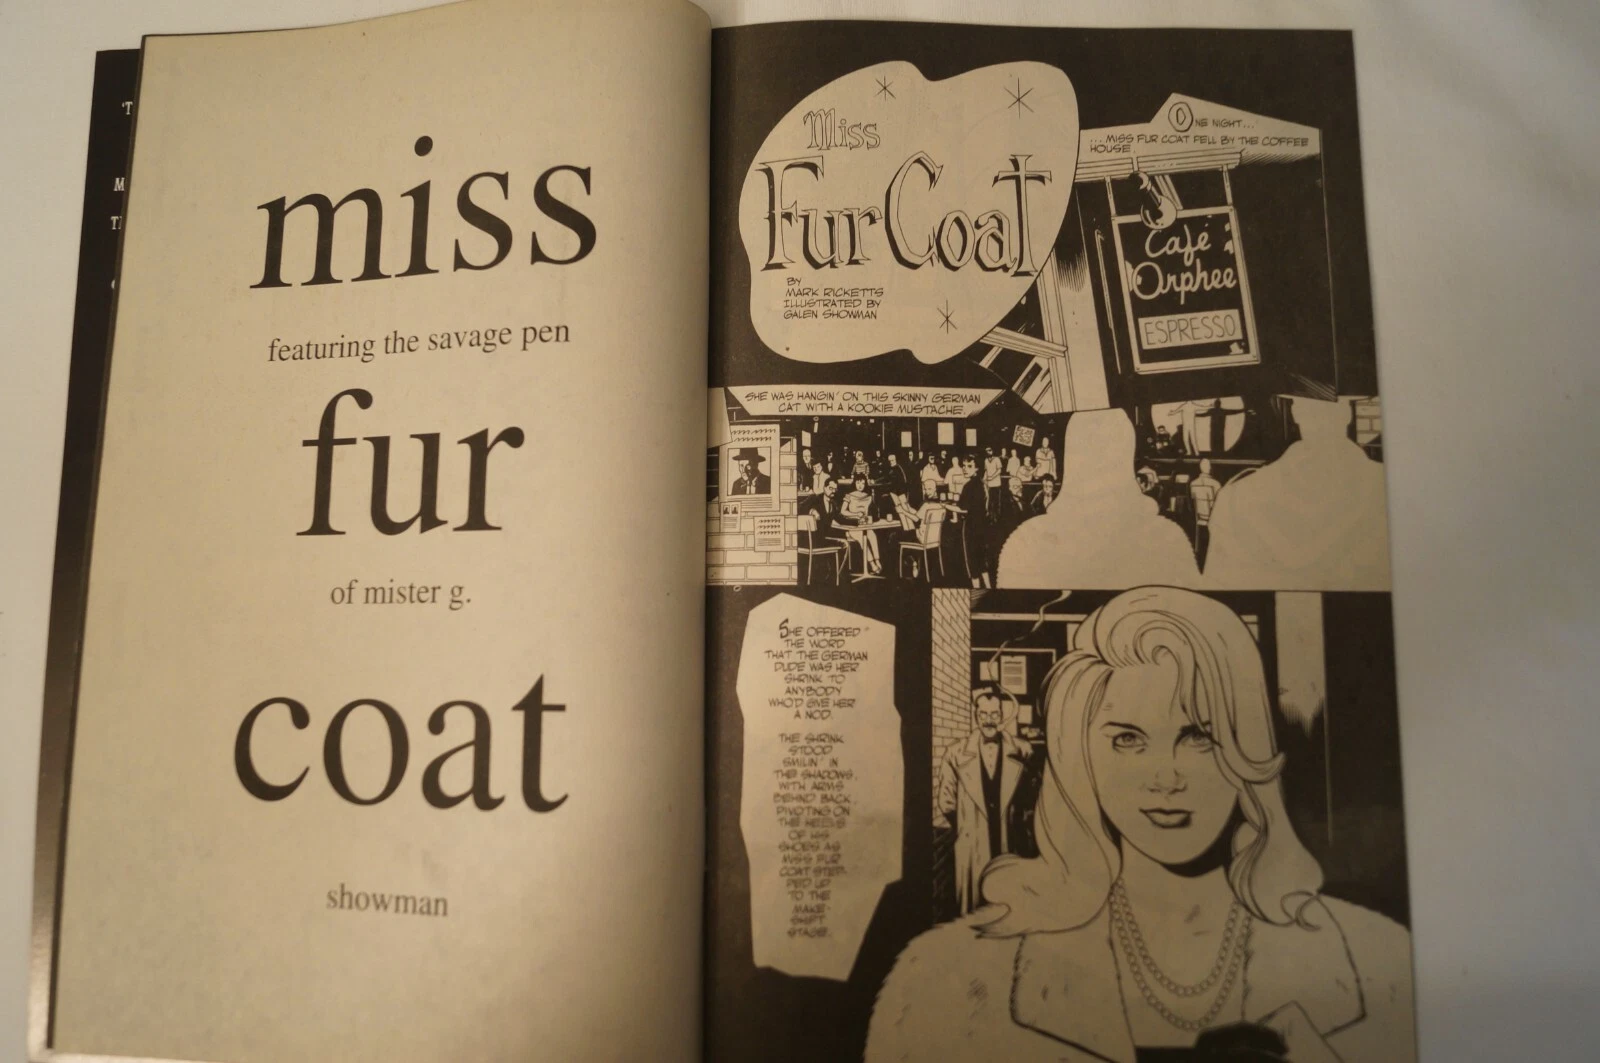 'T
M
miss
featuring the savage pen
fur
of mister g.
coat
showman
Miss
Fur Coat
BY
MARK RICKETTS
ILLUSTRATED BY
GALEN SHOWMAN
ONE NIGHT...
...MISS FUR COAT FELL BY THE COFFEE
HOUSE.
Café
Orphee
ESPRESSO
SHE WAS HANGIN' ON THIS SKINNY GERMAN
CAT WITH A KOOKIE MUSTACHE.
SHE OFFERED
THE WORD
THAT THE GERMAN
DUDE WAS HER
SHRINK TO
ANYBODY
WHO'D GIVE HER
A NOD.
THE SHRINK
STOOD
SMILIN' IN
THE SHADOWS,
WITH ARMS
BEHIND BACK,
PIVOTING ON
THE HEELS
OF HIS
SHOES AS
MISS FUR
COAT STEP-
PED UP
TO THE
MAKE-
SHIFT
STAGE.